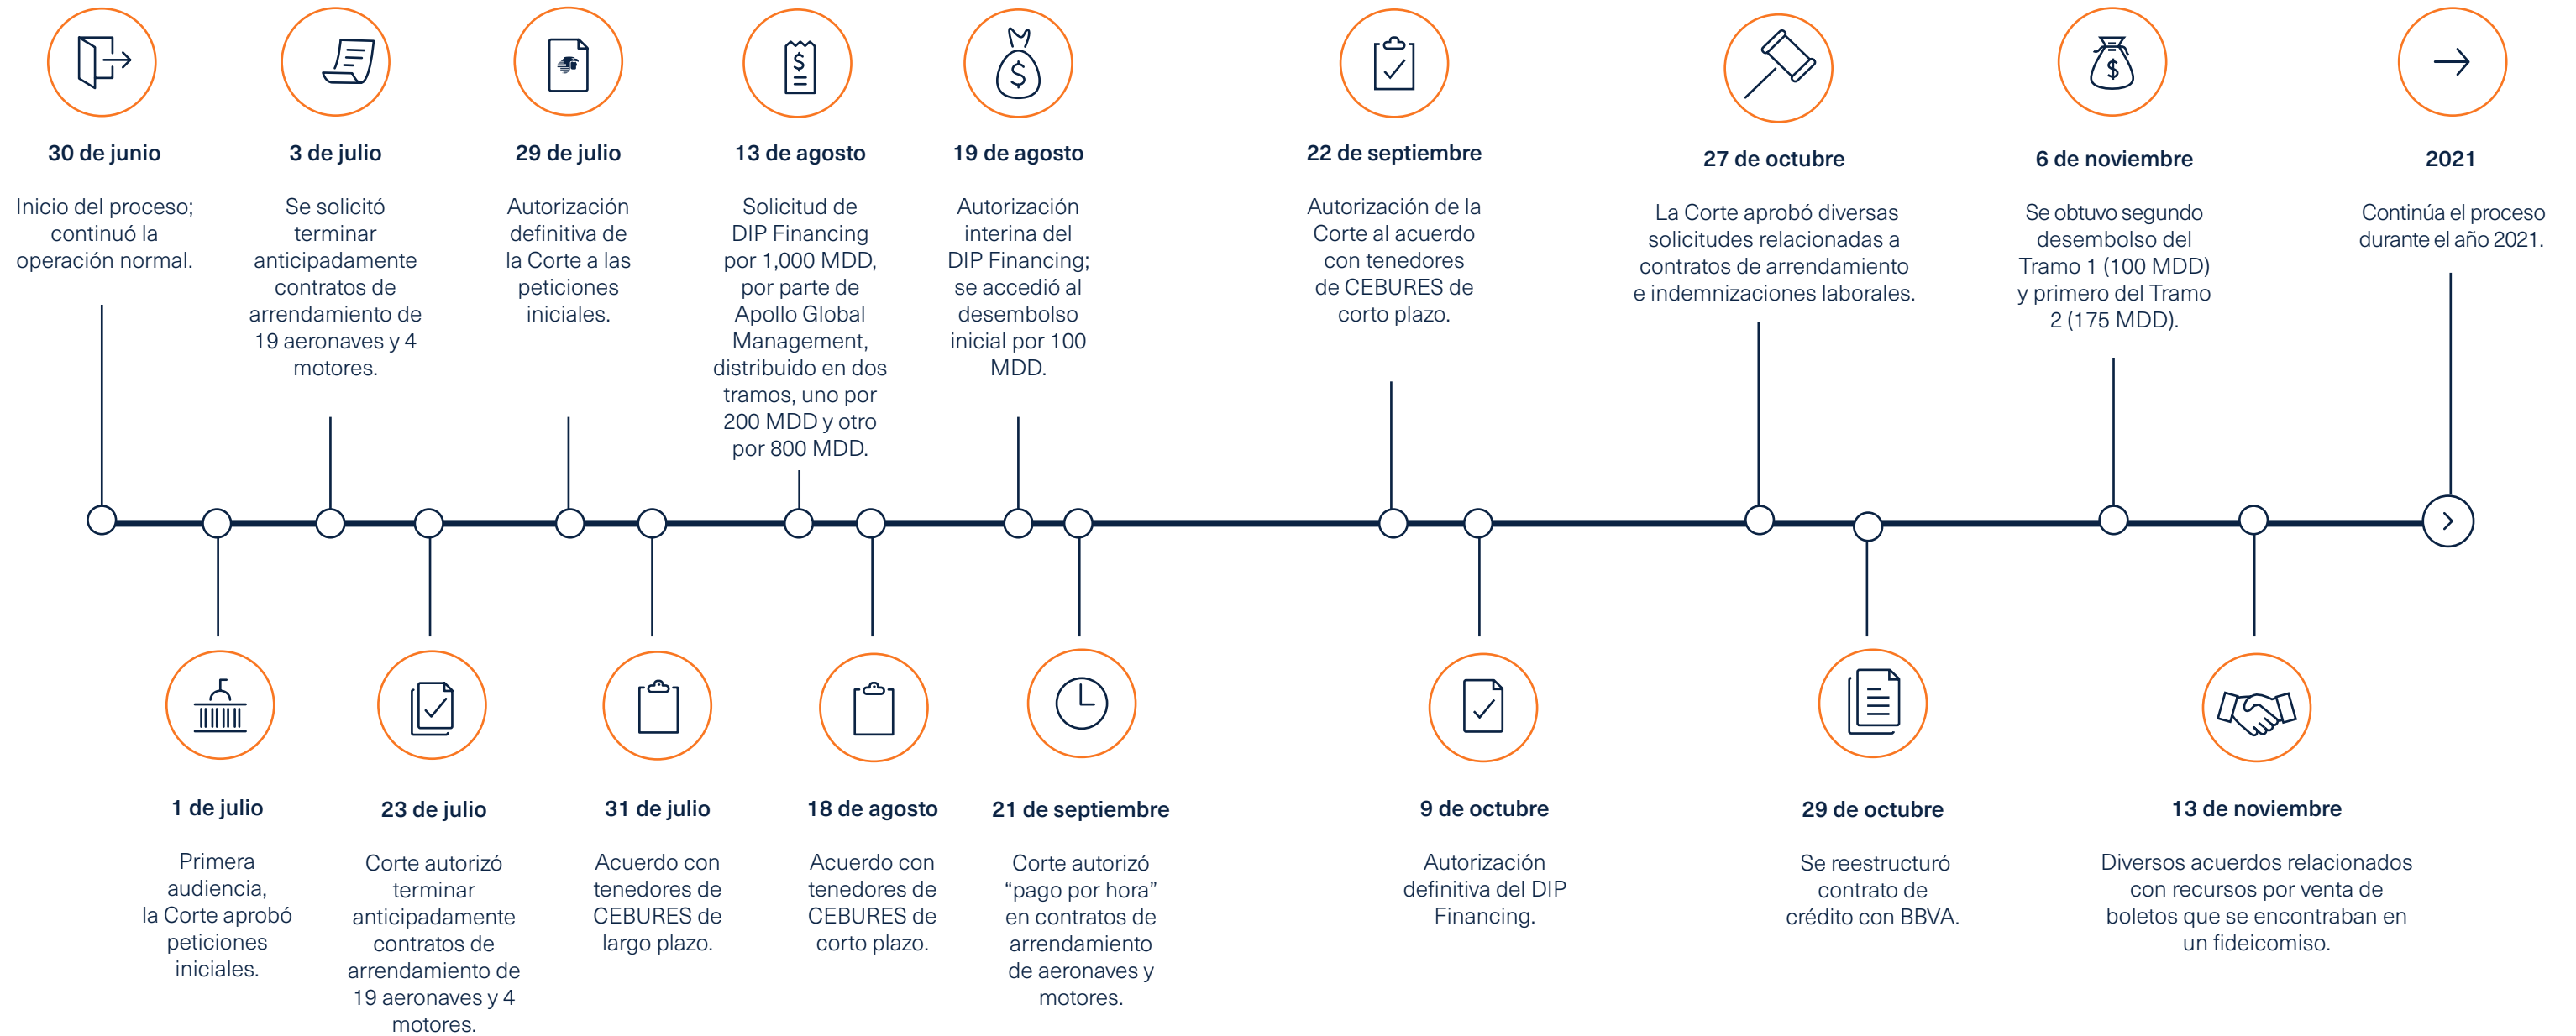 30 de junio
Inicio del proceso;
continuó la
operación normal.
3 de julio
Se solicitó
terminar
anticipadamente
contratos de
arrendamiento de
19 aeronaves y 4
motores.
29 de julio
Autorización
definitiva de
la Corte a las
peticiones
iniciales.
13 de agosto
Solicitud de
DIP Financing
por 1,000 MDD,
por parte de
Apollo Global
Management,
distribuido en dos
tramos, uno por
200 MDD y otro
por 800 MDD.
19 de agosto
Autorización
interina del
DIP Financing;
se accedió al
desembolso
inicial por 100
MDD.
22 de septiembre
Autorización de la
Corte al acuerdo
con tenedores
de CEBURES de
corto plazo.
27 de octubre
La Corte aprobó diversas
solicitudes relacionadas a
contratos de arrendamiento
e indemnizaciones laborales.
6 de noviembre
Se obtuvo segundo
desembolso del
Tramo 1 (100 MDD)
y primero del Tramo
2 (175 MDD).
2021
Continúa el proceso
durante el año 2021.
1 de julio
Primera
audiencia,
la Corte aprobó
peticiones
iniciales.
23 de julio
Corte autorizó
terminar
anticipadamente
contratos de
arrendamiento de
19 aeronaves y 4
motores.
31 de julio
Acuerdo con
tenedores de
CEBURES de
largo plazo.
18 de agosto
Acuerdo con
tenedores de
CEBURES de
corto plazo.
21 de septiembre
Corte autorizó
“pago por hora”
en contratos de
arrendamiento
de aeronaves y
motores.
9 de octubre
Autorización
definitiva del DIP
Financing.
29 de octubre
Se reestructuró
contrato de
crédito con BBVA.
13 de noviembre
Diversos acuerdos relacionados
con recursos por venta de
boletos que se encontraban en
un fideicomiso.